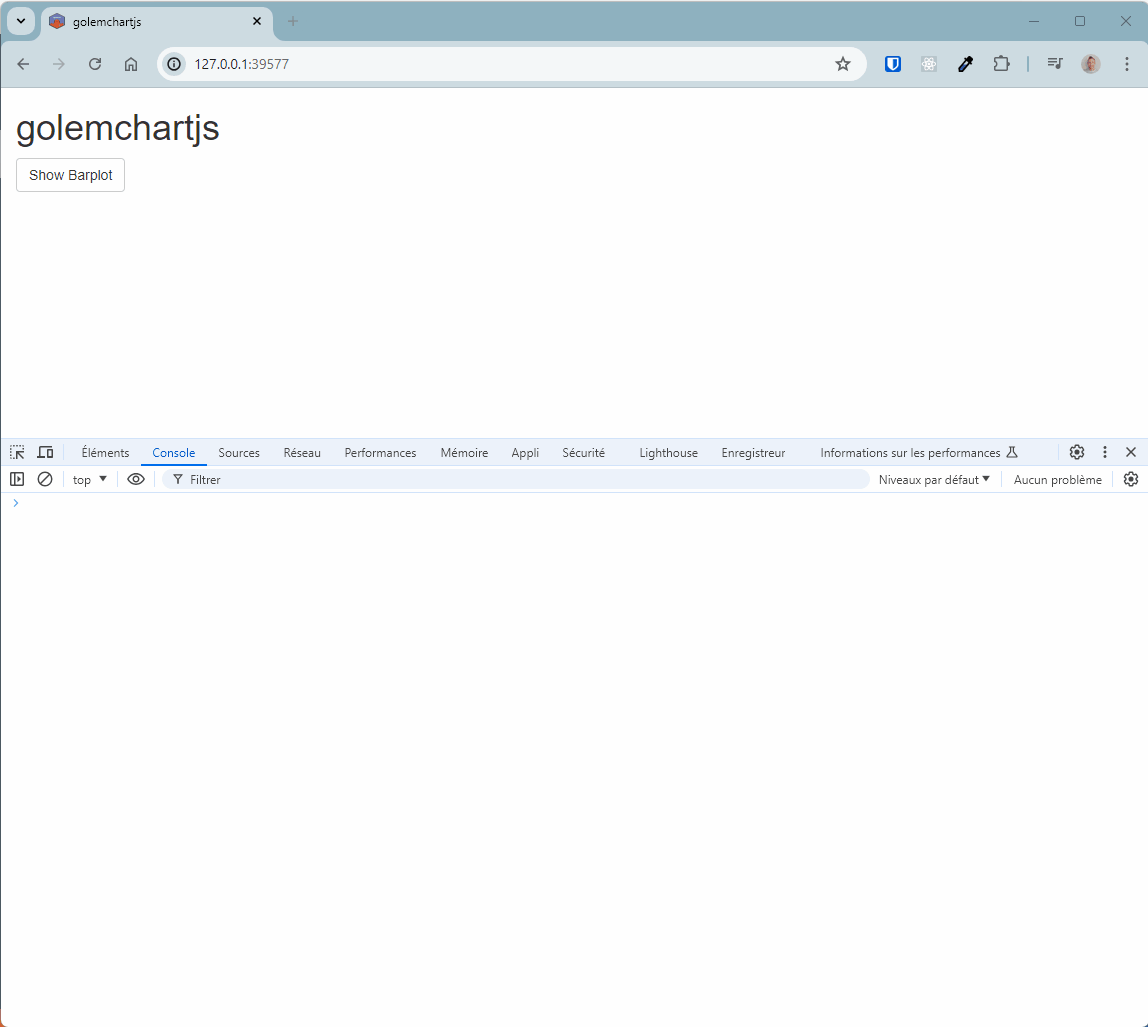 golemchartjs
127.0.0.1:39577
golemchartjs
Show Barplot
Éléments Console Sources Réseau Performances Mémoire Appli Sécurité Lighthouse Enregistreur Informations sur les performances
top Filtrer Niveaux par défaut Aucun problème